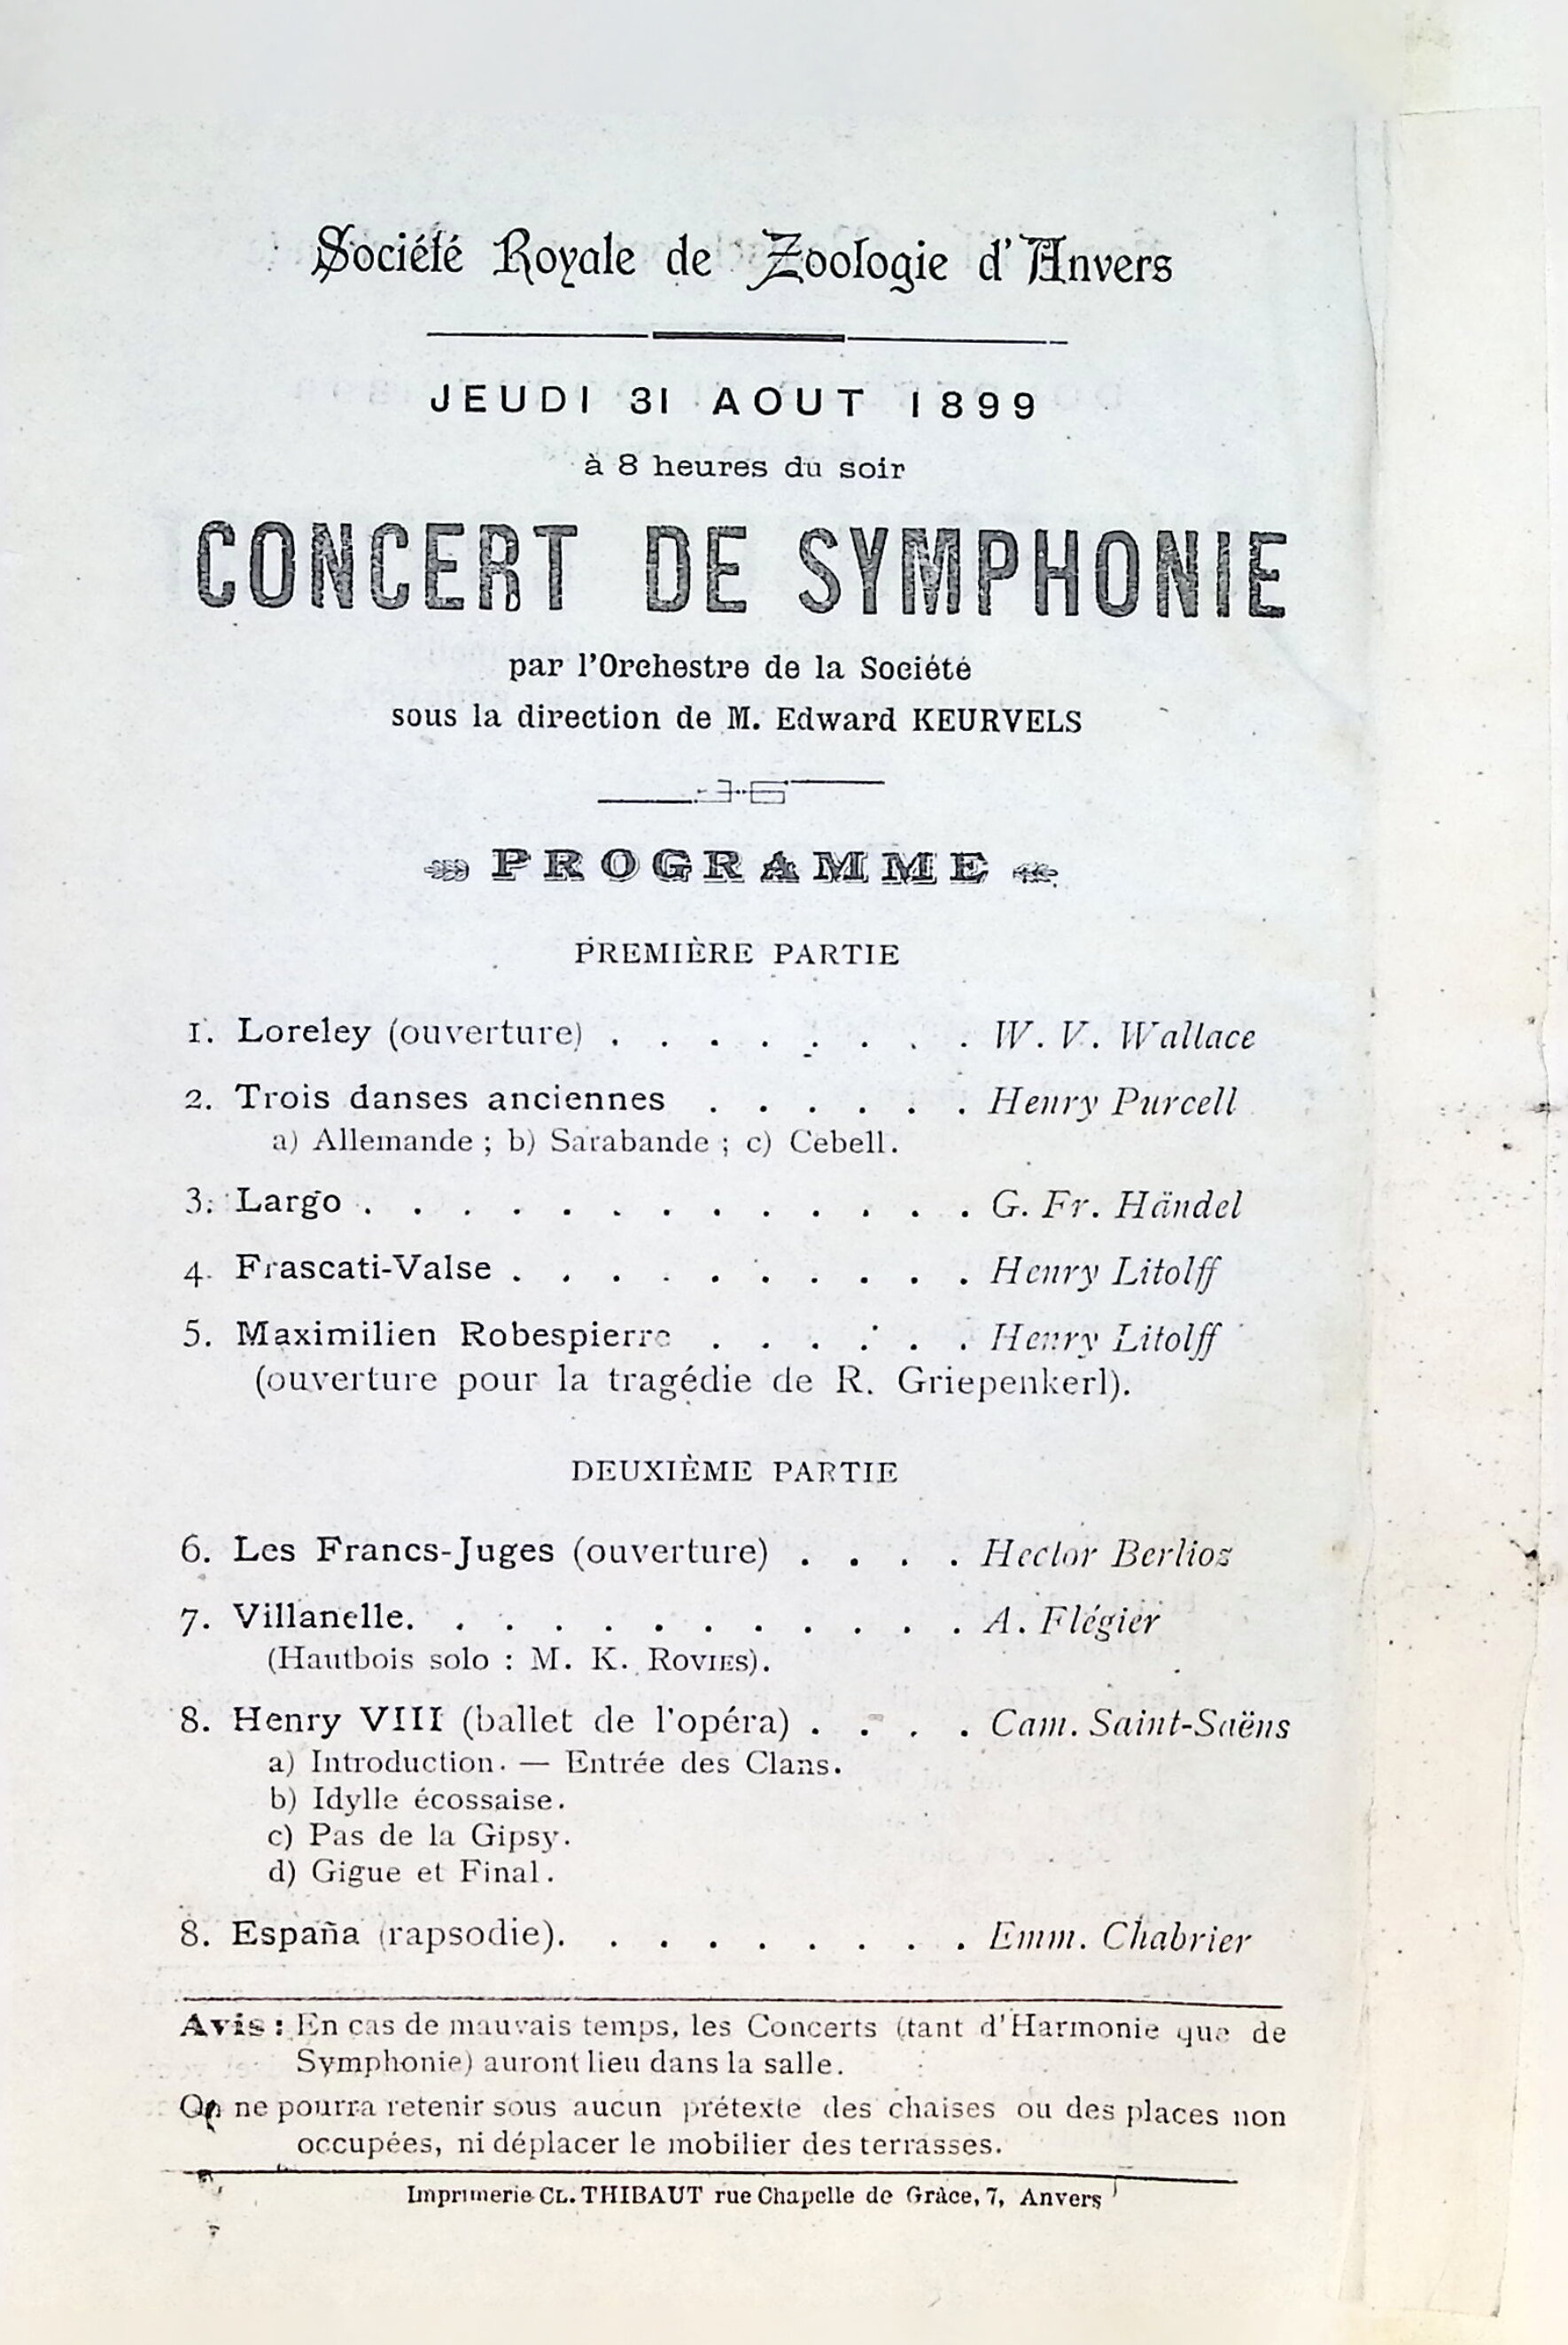 Société Royale de Zoologie d'Anvers
JEUDI 31 AOUT 1899
à 8 heures du soir
CONCERT DE SYMPHONIE
par l'Orchestre de la Société
sous la direction de M. Edward KEURVELS
PROGRAMME
PREMIÈRE PARTIE
1. Loreley (ouverture) . . . . . . . . W. V. Wallace
2. Trois danses anciennes . . . . . . Henry Purcell
a) Allemande ; b) Sarabande ; c) Cebell.
3. Largo . . . . . . . . . . . . . G. Fr. Händel
4. Frascati-Valse . . . . . . . . . . Henry Litolff
5. Maximilien Robespierre . . . . . . Henry Litolff
(ouverture pour la tragédie de R. Griepenkerl).
DEUXIÈME PARTIE
6. Les Francs-Juges (ouverture) . . . . Hector Berlioz
7. Villanelle. . . . . . . . . . . . A. Flégier
(Hautbois solo : M. K. ROVIES).
8. Henry VIII (ballet de l'opéra) . . . . Cam. Saint-Saëns
a) Introduction. — Entrée des Clans.
b) Idylle écossaise.
c) Pas de la Gipsy.
d) Gigue et Final.
8. España (rapsodie). . . . . . . . . Emm. Chabrier
Avis : En cas de mauvais temps, les Concerts (tant d'Harmonie que de
Symphonie) auront lieu dans la salle.
On ne pourra retenir sous aucun prétexte des chaises ou des places non
occupées, ni déplacer le mobilier des terrasses.
Imprimerie CL. THIBAUT rue Chapelle de Grâce, 7, Anvers